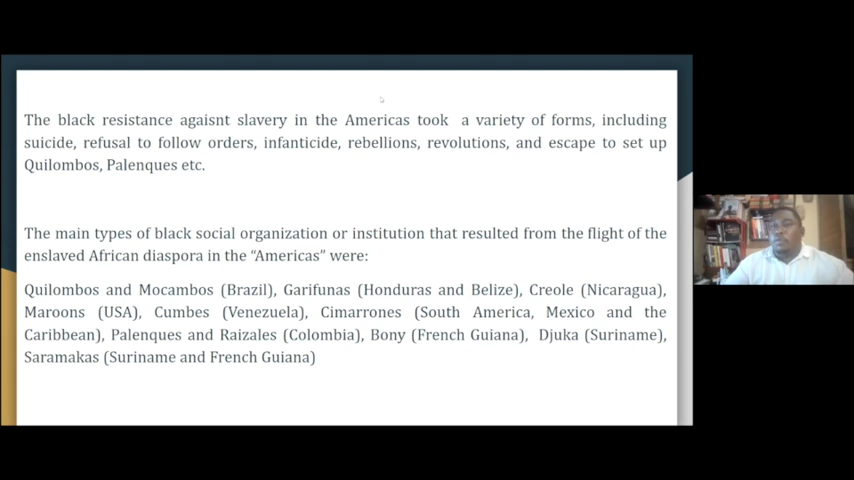 The black resistance agaisnt slavery in the Americas took a variety of forms, including
suicide, refusal to follow orders, infanticide, rebellions, revolutions, and escape to set up
Quilombos, Palenques etc.
The main types of black social organization or institution that resulted from the flight of the
enslaved African diaspora in the “Americas” were:
Quilombos and Mocambos (Brazil), Garifunas (Honduras and Belize), Creole (Nicaragua),
Maroons (USA), Cumbes (Venezuela), Cimarrones (South America, Mexico and the
Caribbean), Palenques and Raizales (Colombia), Bony (French Guiana), Djuka (Suriname),
Saramakas (Suriname and French Guiana)